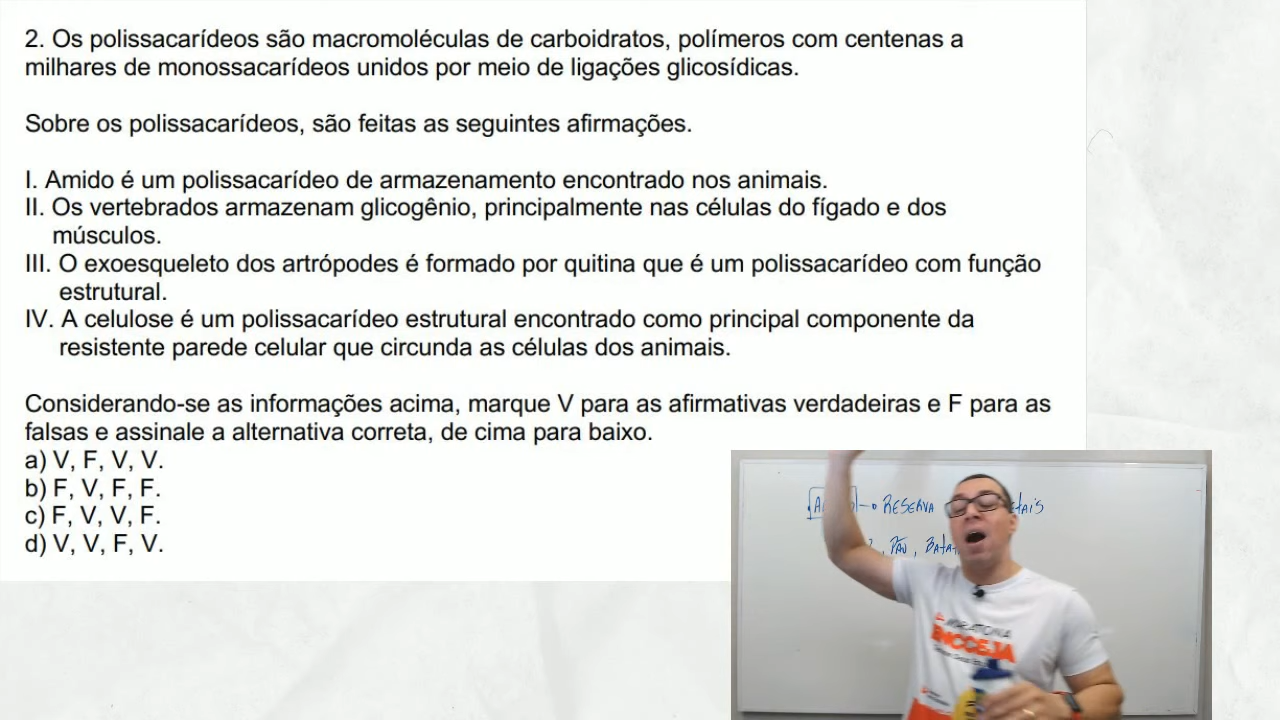 2. Os polissacarídeos são macromoléculas de carboidratos, polímeros com centenas a
milhares de monossacarídeos unidos por meio de ligações glicosídicas.
Sobre os polissacarídeos, são feitas as seguintes afirmações.
I. Amido é um polissacarídeo de armazenamento encontrado nos animais.
II. Os vertebrados armazenam glicogênio, principalmente nas células do fígado e dos
músculos.
III. O exoesqueleto dos artrópodes é formado por quitina que é um polissacarídeo com função
estrutural.
IV. A celulose é um polissacarídeo estrutural encontrado como principal componente da
resistente parede celular que circunda as células dos animais.
Considerando-se as informações acima, marque V para as afirmativas verdadeiras e F para as
falsas e assinale a alternativa correta, de cima para baixo.
a) V, F, V, V.
b) F, V, F, F.
c) F, V, V, F.
d) V, V, F, V.
RESERVA
PÃO,